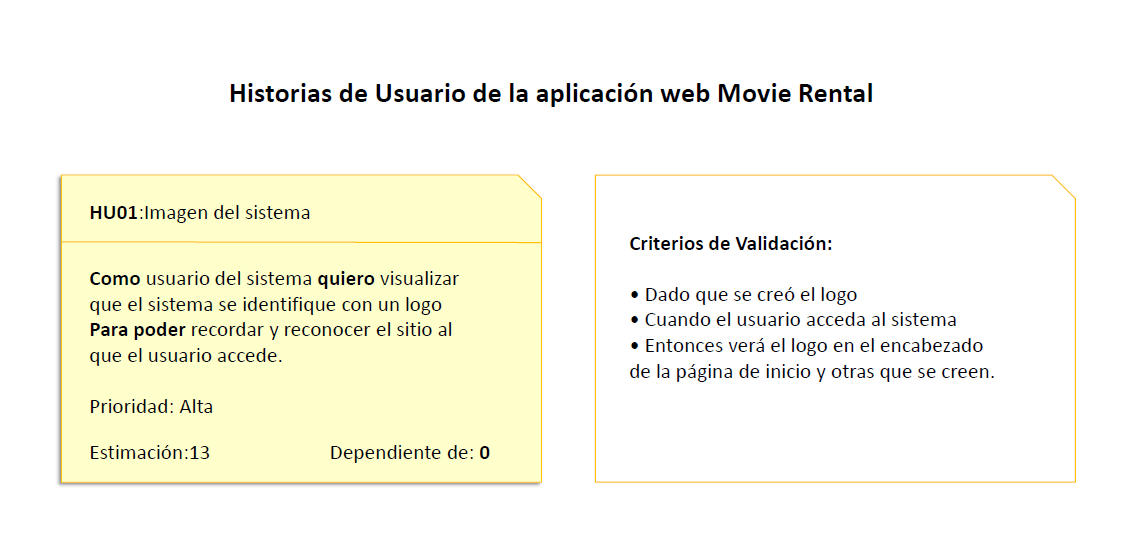 Historias de Usuario de la aplicación web Movie Rental
HU01:Imagen del sistema
Como usuario del sistema quiero visualizar
que el sistema se identifique con un logo
Para poder recordar y reconocer el sitio al
que el usuario accede.
Prioridad: Alta
Estimación:13 Dependiente de: 0
Criterios de Validación:
• Dado que se creó el logo
• Cuando el usuario acceda al sistema
• Entonces verá el logo en el encabezado
de la página de inicio y otras que se creen.